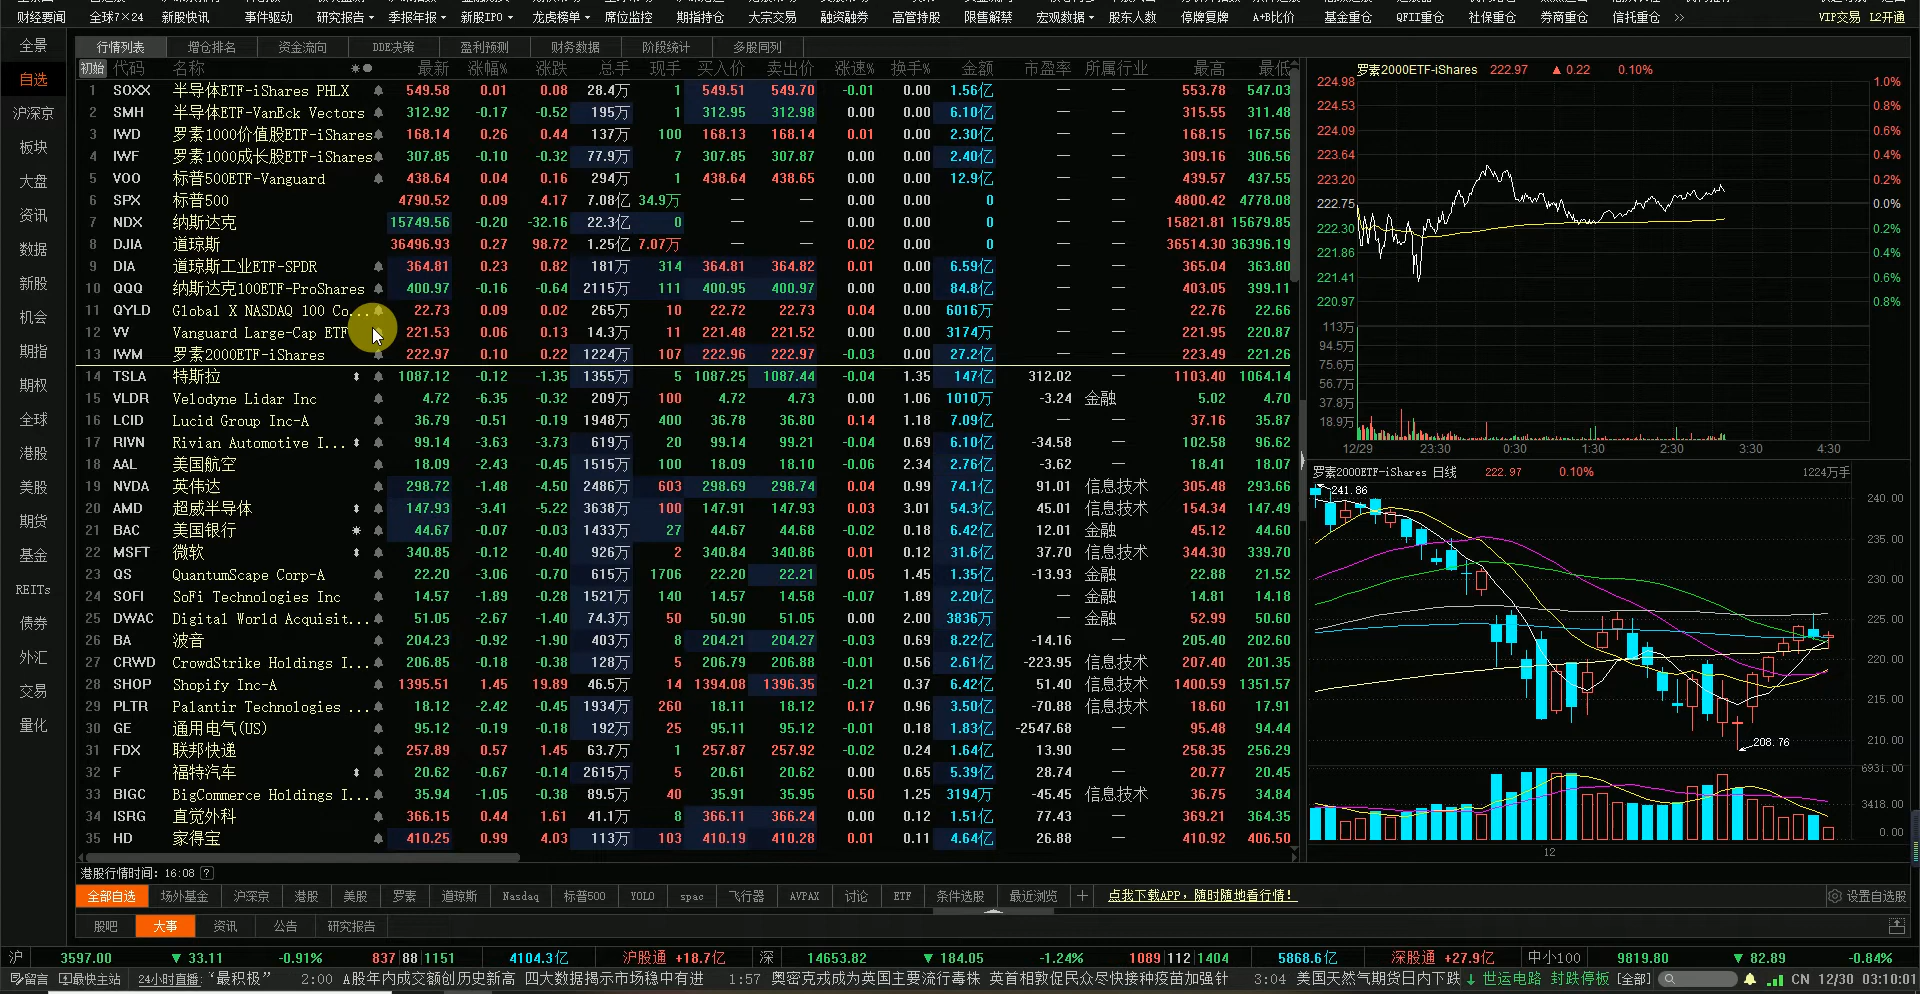 财经要闻 全球7×24 新股快讯 事件驱动 研究报告 季报年报 新股IPO 龙虎榜单 席位监控 期指持仓 大宗交易 融资融券 高管持股 限售解禁 宏观数据 股东人数 停牌复牌 A+B比价 基金重仓 QFII重仓 社保重仓 券商重仓 信托重仓 » VIP交易 L2开通
全景
自选
沪深京
板块
大盘
资讯
数据
新股
机会
期指
期权
全球
港股
美股
期货
基金
REITs
债券
外汇
交易
量化
行情列表 增仓排名 资金流向 DDE决策 盈利预测 财务数据 阶段统计 多股同列
初始 代码 名称 最新 涨幅% 涨跌 总手 现手 买入价 卖出价 涨速% 换手% 金额 市盈率 所属行业 最高 最低
1 SOXX 半导体ETF-iShares PHLX 549.58 0.01 0.08 28.4万 1 549.51 549.70 -0.01 0.00 1.56亿 — — 553.78 547.03
2 SMH 半导体ETF-VanEck Vectors 312.92 -0.17 -0.52 195万 1 312.95 312.98 0.00 0.00 6.10亿 — — 315.55 311.48
3 IWD 罗素1000价值股ETF-iShares 168.14 0.26 0.44 137万 100 168.13 168.14 0.01 0.00 2.30亿 — — 168.15 167.56
4 IWF 罗素1000成长股ETF-iShares 307.85 -0.10 -0.32 77.9万 7 307.85 307.87 0.00 0.00 2.40亿 — — 309.16 306.56
5 VOO 标普500ETF-Vanguard 438.64 0.04 0.16 294万 1 438.64 438.65 0.00 0.00 12.9亿 — — 439.57 437.55
6 SPX 标普500 4790.52 0.09 4.17 7.08亿 34.9万 — — 0.00 0.00 0 — — 4800.42 4778.08
7 NDX 纳斯达克 15749.56 -0.20 -32.16 22.3亿 0 — — 0.00 0.00 0 — — 15821.81 15679.85
8 DJIA 道琼斯 36496.93 0.27 98.72 1.25亿 7.07万 — — 0.02 0.00 0 — — 36514.30 36396.19
9 DIA 道琼斯工业ETF-SPDR 364.81 0.23 0.82 181万 314 364.81 364.82 0.01 0.00 6.59亿 — — 365.04 363.80
10 QQQ 纳斯达克100ETF-ProShares 400.97 -0.16 -0.64 2115万 111 400.95 400.97 0.00 0.00 84.8亿 — — 403.05 399.11
11 QYLD Global X NASDAQ 100 Co... 22.73 0.09 0.02 265万 10 22.72 22.73 0.04 0.00 6016万 — — 22.76 22.66
12 VV Vanguard Large-Cap ETF 221.53 0.06 0.13 14.3万 11 221.48 221.52 0.00 0.00 3174万 — — 221.95 220.87
13 IWM 罗素2000ETF-iShares 222.97 0.10 0.22 1224万 107 222.96 222.97 -0.03 0.00 27.2亿 — — 223.49 221.26
14 TSLA 特斯拉 1087.12 -0.12 -1.35 1355万 5 1087.25 1087.44 -0.04 1.35 147亿 312.02 — 1103.40 1064.14
15 VLDR Velodyne Lidar Inc 4.72 -6.35 -0.32 209万 100 4.72 4.73 0.00 1.06 1010万 -3.24 金融 5.02 4.70
16 LCID Lucid Group Inc-A 36.79 -0.51 -0.19 1948万 400 36.78 36.80 0.14 1.18 7.09亿 — — 37.16 35.87
17 RIVN Rivian Automotive I... 99.14 -3.63 -3.73 619万 20 99.14 99.21 -0.04 0.69 6.10亿 -34.58 — 102.58 96.62
18 AAL 美国航空 18.09 -2.43 -0.45 1515万 100 18.09 18.10 -0.06 2.34 2.76亿 -3.62 — 18.41 18.07
19 NVDA 英伟达 298.72 -1.48 -4.50 2486万 603 298.69 298.74 0.04 0.99 74.1亿 91.01 信息技术 305.48 293.66
20 AMD 超威半导体 147.93 -3.41 -5.22 3638万 100 147.91 147.93 0.03 3.01 54.3亿 45.01 信息技术 154.34 147.49
21 BAC 美国银行 44.67 -0.07 -0.03 1433万 27 44.67 44.68 -0.02 0.18 6.42亿 12.01 金融 45.12 44.60
22 MSFT 微软 340.85 -0.12 -0.40 926万 2 340.84 340.86 0.01 0.12 31.6亿 37.70 信息技术 344.30 339.70
23 QS QuantumScape Corp-A 22.20 -3.06 -0.70 615万 1706 22.20 22.21 0.05 1.45 1.35亿 -13.93 金融 22.88 21.52
24 SOFI SoFi Technologies Inc 14.57 -1.89 -0.28 1521万 140 14.57 14.58 -0.07 1.89 2.20亿 — 金融 14.81 14.18
25 DWAC Digital World Acquisit... 51.05 -2.67 -1.40 74.3万 50 50.90 51.05 0.00 2.00 3836万 — 金融 52.99 50.60
26 BA 波音 204.23 -0.92 -1.90 403万 8 204.21 204.27 -0.03 0.69 8.22亿 -14.16 — 205.40 202.60
27 CRWD CrowdStrike Holdings I... 206.85 -0.18 -0.38 128万 5 206.79 206.88 -0.01 0.56 2.61亿 -223.95 信息技术 207.40 201.35
28 SHOP Shopify Inc-A 1395.51 1.45 19.89 46.5万 14 1394.08 1396.35 -0.21 0.37 6.42亿 51.40 信息技术 1400.59 1351.57
29 PLTR Palantir Technologies ... 18.12 -2.42 -0.45 1934万 260 18.11 18.12 0.17 0.96 3.50亿 -70.88 信息技术 18.60 17.91
30 GE 通用电气(US) 95.12 -0.19 -0.18 192万 25 95.11 95.12 -0.01 0.18 1.83亿 -2547.68 — 95.48 94.44
31 FDX 联邦快递 257.89 0.57 1.45 63.7万 1 257.87 257.92 -0.02 0.24 1.64亿 13.90 — 258.35 256.29
32 F 福特汽车 20.62 -0.67 -0.14 2615万 5 20.61 20.62 0.00 0.65 5.39亿 28.74 — 20.77 20.45
33 BIGC BigCommerce Holdings I... 35.94 -1.05 -0.38 89.5万 40 35.91 35.95 0.50 1.25 3194万 -45.45 信息技术 36.75 34.84
34 ISRG 直觉外科 366.15 0.44 1.61 41.1万 8 366.11 366.24 0.00 0.12 1.51亿 77.43 — 369.21 364.35
35 HD 家得宝 410.25 0.99 4.03 113万 103 410.19 410.28 0.01 0.11 4.64亿 26.88 — 410.92 406.50
罗素2000ETF-iShares 222.97 ▲0.22 0.10%
224.98 1.0%
224.53 0.8%
224.09 0.6%
223.64 0.4%
223.20 0.2%
222.75 0.0%
222.30 0.2%
221.86 0.4%
221.41 0.6%
220.97 0.8%
113万
94.5万
75.6万
56.7万
37.8万
18.9万
12/29 23:30 0:30 1:30 2:30 3:30 4:30
罗素2000ETF-iShares 日线 222.97 0.10% 1224万手
241.86
240.00
235.00
230.00
225.00
220.00
215.00
210.00
208.76
6931.00
3418.00
0.00
12
港股行情时间: 16:08 ?
全部自选 场外基金 沪深京 港股 美股 罗素 道琼斯 Nasdaq 标普500 YOLO spac 飞行器 AVPAX 讨论 ETF 条件选股 最近浏览 + 点我下载APP，随时随地看行情！ 设置自选股
股吧 大事 资讯 公告 研究报告
沪 3597.00 ▼33.11 -0.91% 837|88|1151 4104.3亿 沪股通 +18.7亿 深 14653.82 ▼184.05 -1.24% 1089|112|1404 5868.6亿 深股通 +27.9亿 中小100 9819.80 ▼82.89 -0.84%
留言 最快主站 24小时直播: “最积极” 2:00 A股年内成交额创历史新高 四大数据揭示市场稳中有进 1:57 奥密克戎成为英国主要流行毒株 英首相敦促民众尽快接种疫苗加强针 3:04 美国天然气期货日内下跌 ↓ 世运电路 封跌停板 [全部] CN 12/30 03:10:01